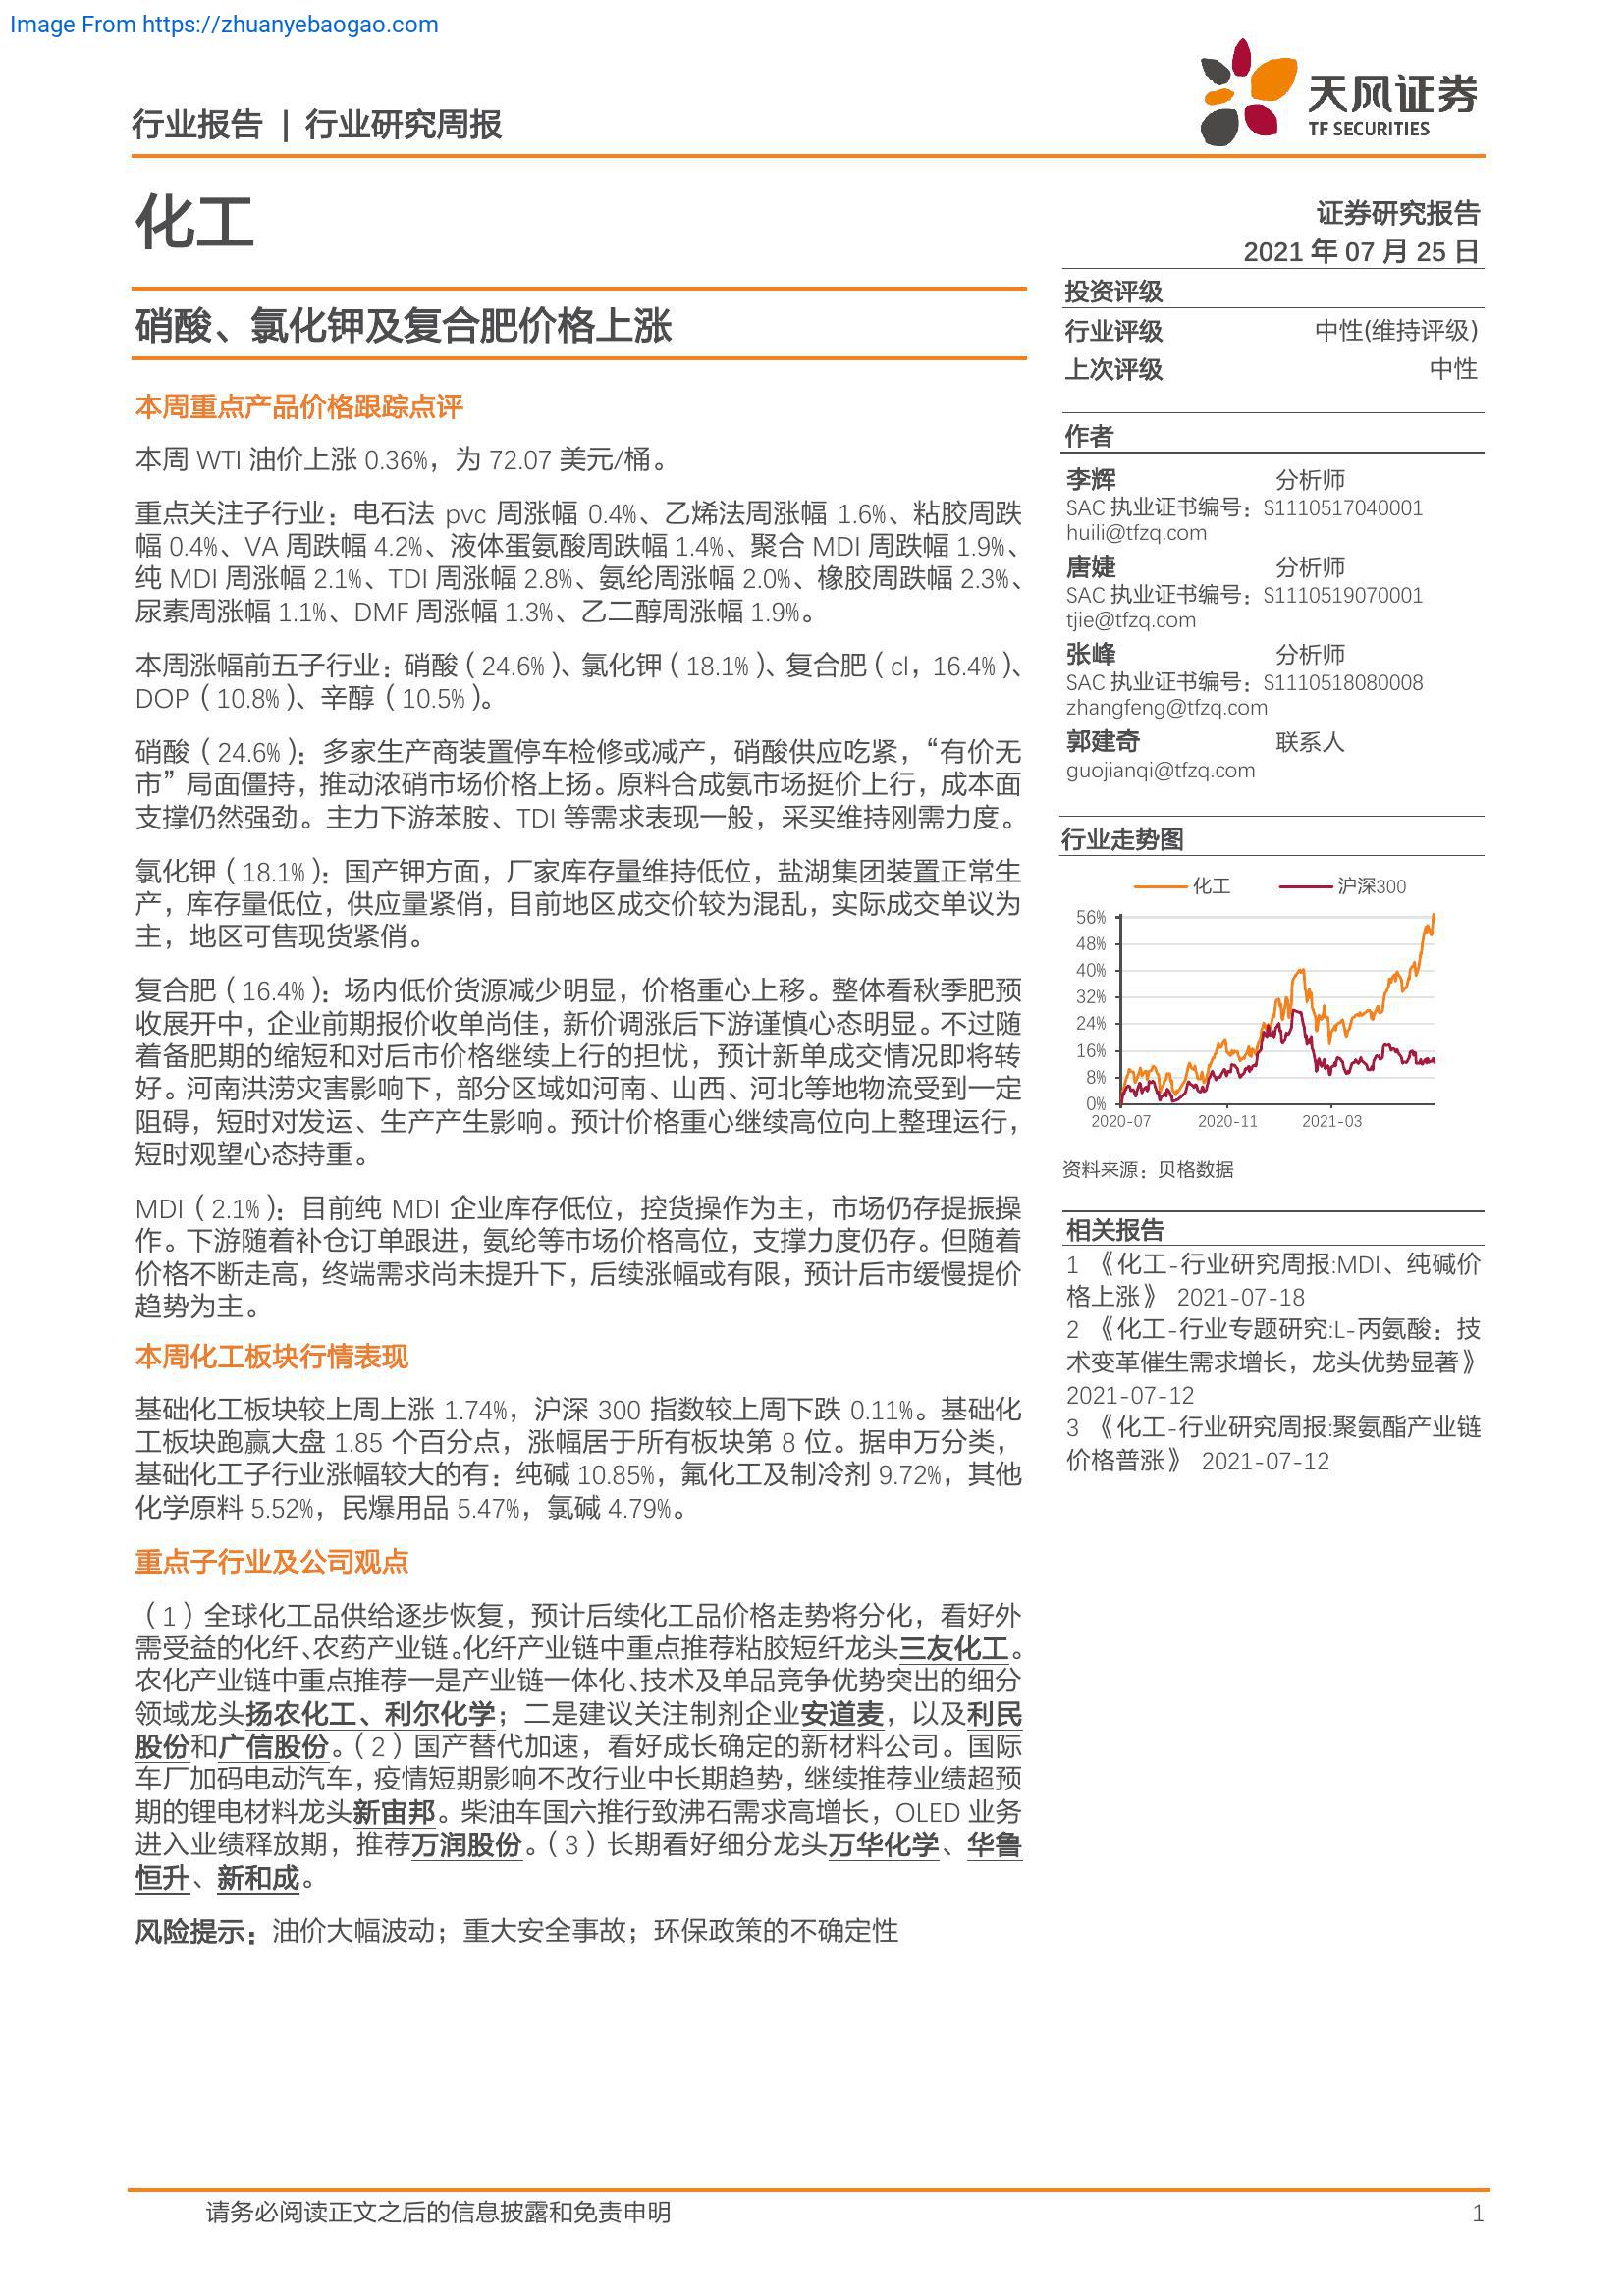 Image From https://zhuanyebaogao.com
行业报告 | 行业研究周报
天风证券
TF SECURITIES
化工
证券研究报告
2021 年 07 月 25 日
硝酸、氯化钾及复合肥价格上涨
本周重点产品价格跟踪点评
本周 WTI 油价上涨 0.36%，为 72.07 美元/桶。
重点关注子行业：电石法 pvc 周涨幅 0.4%、乙烯法周涨幅 1.6%、粘胶周跌
幅 0.4%、VA 周跌幅 4.2%、液体蛋氨酸周跌幅 1.4%、聚合 MDI 周跌幅 1.9%、
纯 MDI 周涨幅 2.1%、TDI 周涨幅 2.8%、氨纶周涨幅 2.0%、橡胶周跌幅 2.3%、
尿素周涨幅 1.1%、DMF 周涨幅 1.3%、乙二醇周涨幅 1.9%。
本周涨幅前五子行业：硝酸（24.6%）、氯化钾（18.1%）、复合肥（cl，16.4%）、
DOP（10.8%）、辛醇（10.5%）。
硝酸（24.6%）：多家生产商装置停车检修或减产，硝酸供应吃紧，“有价无
市”局面僵持，推动浓硝市场价格上扬。原料合成氨市场挺价上行，成本面
支撑仍然强劲。主力下游苯胺、TDI 等需求表现一般，采买维持刚需力度。
氯化钾（18.1%）：国产钾方面，厂家库存量维持低位，盐湖集团装置正常生
产，库存量低位，供应量紧俏，目前地区成交价较为混乱，实际成交单议为
主，地区可售现货紧俏。
复合肥（16.4%）：场内低价货源减少明显，价格重心上移。整体看秋季肥预
收展开中，企业前期报价收单尚佳，新价调涨后下游谨慎心态明显。不过随
着备肥期的缩短和对后市价格继续上行的担忧，预计新单成交情况即将转
好。河南洪涝灾害影响下，部分区域如河南、山西、河北等地物流受到一定
阻碍，短时对发运、生产产生影响。预计价格重心继续高位向上整理运行，
短时观望心态持重。
MDI（2.1%）：目前纯 MDI 企业库存低位，控货操作为主，市场仍存提振操
作。下游随着补仓订单跟进，氨纶等市场价格高位，支撑力度仍存。但随着
价格不断走高，终端需求尚未提升下，后续涨幅或有限，预计后市缓慢提价
趋势为主。
本周化工板块行情表现
基础化工板块较上周上涨 1.74%，沪深 300 指数较上周下跌 0.11%。基础化
工板块跑赢大盘 1.85 个百分点，涨幅居于所有板块第 8 位。据申万分类，
基础化工子行业涨幅较大的有：纯碱 10.85%，氟化工及制冷剂 9.72%，其他
化学原料 5.52%，民爆用品 5.47%，氯碱 4.79%。
重点子行业及公司观点
（1）全球化工品供给逐步恢复，预计后续化工品价格走势将分化，看好外
需受益的化纤、农药产业链。化纤产业链中重点推荐粘胶短纤龙头三友化工。
农化产业链中重点推荐一是产业链一体化、技术及单品竞争优势突出的细分
领域龙头扬农化工、利尔化学；二是建议关注制剂企业安道麦，以及利民
股份和广信股份。（2）国产替代加速，看好成长确定的新材料公司。国际
车厂加码电动汽车，疫情短期影响不改行业中长期趋势，继续推荐业绩超预
期的锂电材料龙头新宙邦。柴油车国六推行致沸石需求高增长，OLED 业务
进入业绩释放期，推荐万润股份。（3）长期看好细分龙头万华化学、华鲁
恒升、新和成。
风险提示：油价大幅波动；重大安全事故；环保政策的不确定性
投资评级
行业评级 中性(维持评级)
上次评级 中性
作者
李辉 分析师
SAC 执业证书编号：S1110517040001
huili@tfzq.com
唐婕 分析师
SAC 执业证书编号：S1110519070001
tjie@tfzq.com
张峰 分析师
SAC 执业证书编号：S1110518080008
zhangfeng@tfzq.com
郭建奇 联系人
guojianqi@tfzq.com
行业走势图
化工 沪深300
56%
48%
40%
32%
24%
16%
8%
0%
2020-07 2020-11 2021-03
资料来源：贝格数据
相关报告
1 《化工-行业研究周报:MDI、纯碱价
格上涨》 2021-07-18
2 《化工-行业专题研究:L-丙氨酸：技
术变革催生需求增长，龙头优势显著》
2021-07-12
3 《化工-行业研究周报:聚氨酯产业链
价格普涨》 2021-07-12
请务必阅读正文之后的信息披露和免责申明 1